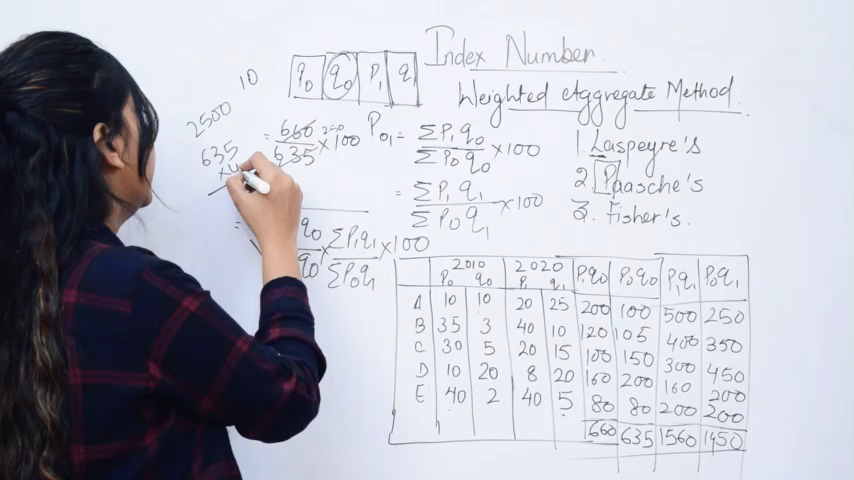 Index Number.
Weighted Aggregate Method.
10
2500
635
P0 q0 P1 q1
= 660/635 × 100
P01 = ΣP1q0/ΣP0q0 × 100
= ΣP1q1/ΣP0q1 × 100
1. Laspeyre's
2. Paasche's
3. Fisher's.
= q0/q0 × ΣP1q1/ΣP0q1 × 100
2010 2020 P1q0 P0q0 P1q1 P0q1
P0 q0 P1 q1
A 10 10 20 25 200 100 500 250
B 35 3 40 10 120 105 400 350
C 30 5 20 15 100 150 300 450
D 10 20 8 20 160 200 160 200
E 40 2 40 5 80 80 200 200
660 635 1560 1450